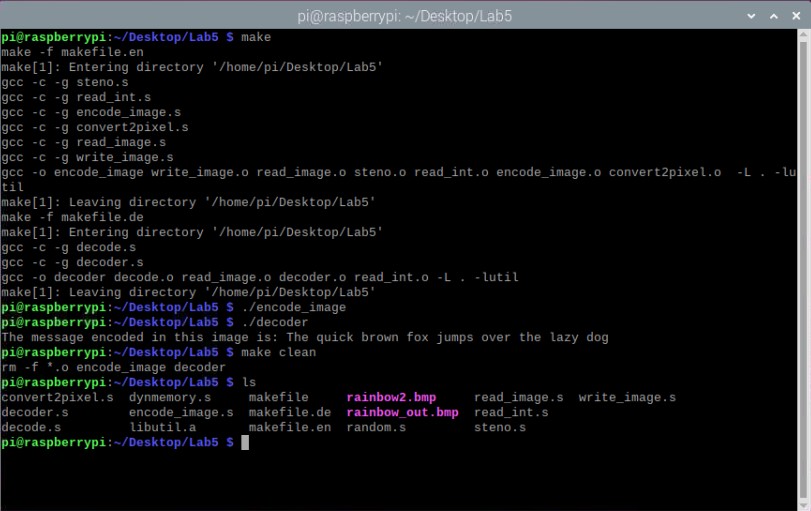 pi@raspberrypi: ~/Desktop/Lab5
pi@raspberrypi:~/Desktop/Lab5 $ make
make -f makefile.en
make[1]: Entering directory '/home/pi/Desktop/Lab5'
gcc -c -g steno.s
gcc -c -g read_int.s
gcc -c -g encode_image.s
gcc -c -g convert2pixel.s
gcc -c -g read_image.s
gcc -c -g write_image.s
gcc -o encode_image write_image.o read_image.o steno.o read_int.o encode_image.o convert2pixel.o  -L . -lu
til
make[1]: Leaving directory '/home/pi/Desktop/Lab5'
make -f makefile.de
make[1]: Entering directory '/home/pi/Desktop/Lab5'
gcc -c -g decode.s
gcc -c -g decoder.s
gcc -o decoder decode.o read_image.o decoder.o read_int.o -L . -lutil
make[1]: Leaving directory '/home/pi/Desktop/Lab5'
pi@raspberrypi:~/Desktop/Lab5 $ ./encode_image
pi@raspberrypi:~/Desktop/Lab5 $ ./decoder
The message encoded in this image is: The quick brown fox jumps over the lazy dog
pi@raspberrypi:~/Desktop/Lab5 $ make clean
rm -f *.o encode_image decoder
pi@raspberrypi:~/Desktop/Lab5 $ ls
convert2pixel.s  dynmemory.s     makefile     rainbow2.bmp     read_image.s  write_image.s
decoder.s        encode_image.s  makefile.de  rainbow_out.bmp  read_int.s
decode.s         libutil.a       makefile.en  random.s         steno.s
pi@raspberrypi:~/Desktop/Lab5 $